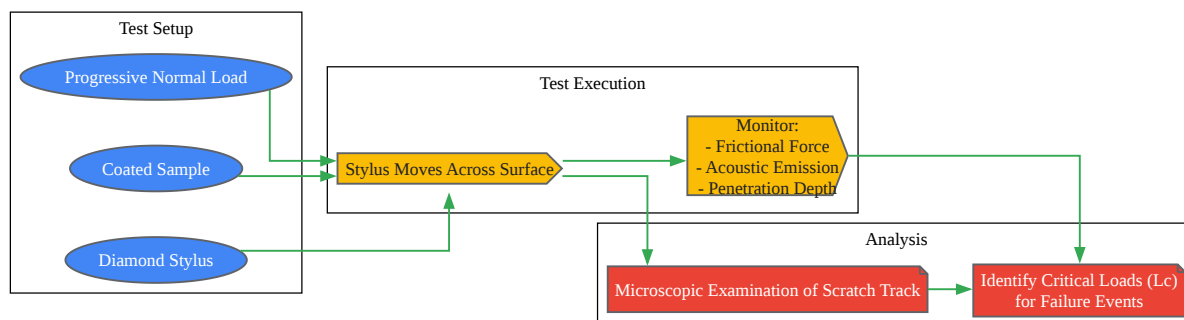 Test Setup
Progressive Normal Load
Coated Sample
Diamond Stylus
Test Execution
Stylus Moves Across Surface
Monitor:
- Frictional Force
- Acoustic Emission
- Penetration Depth
Analysis
Microscopic Examination of Scratch Track
Identify Critical Loads (Lc)
for Failure Events